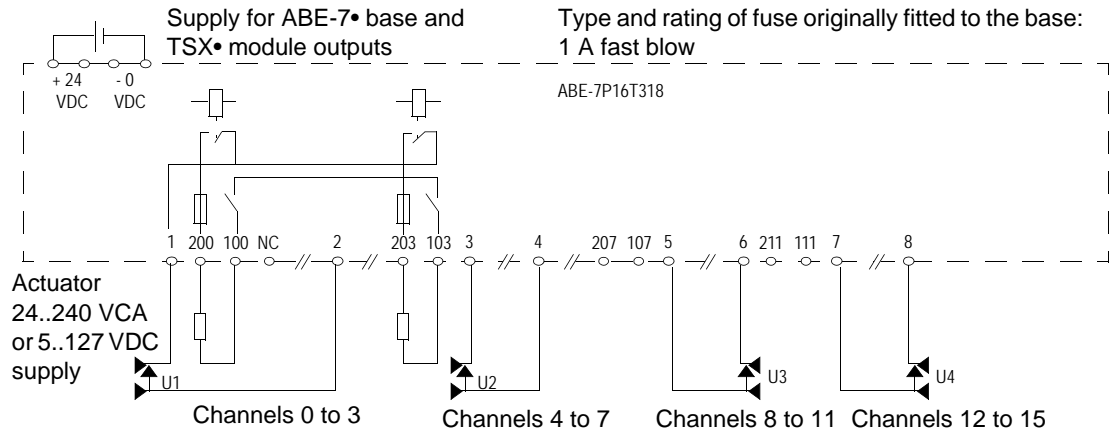 Supply for ABE-7• base and
TSX• module outputs
Type and rating of fuse originally fitted to the base:
1 A fast blow
+ 24
VDC
- 0
VDC
ABE-7P16T318
1 200 100 NC 2 203 103 3 4 207 107 5 6 211 111 7 8
Actuator
24..240 VCA
or 5..127 VDC
supply
U1 U2 U3 U4
Channels 0 to 3 Channels 4 to 7 Channels 8 to 11 Channels 12 to 15